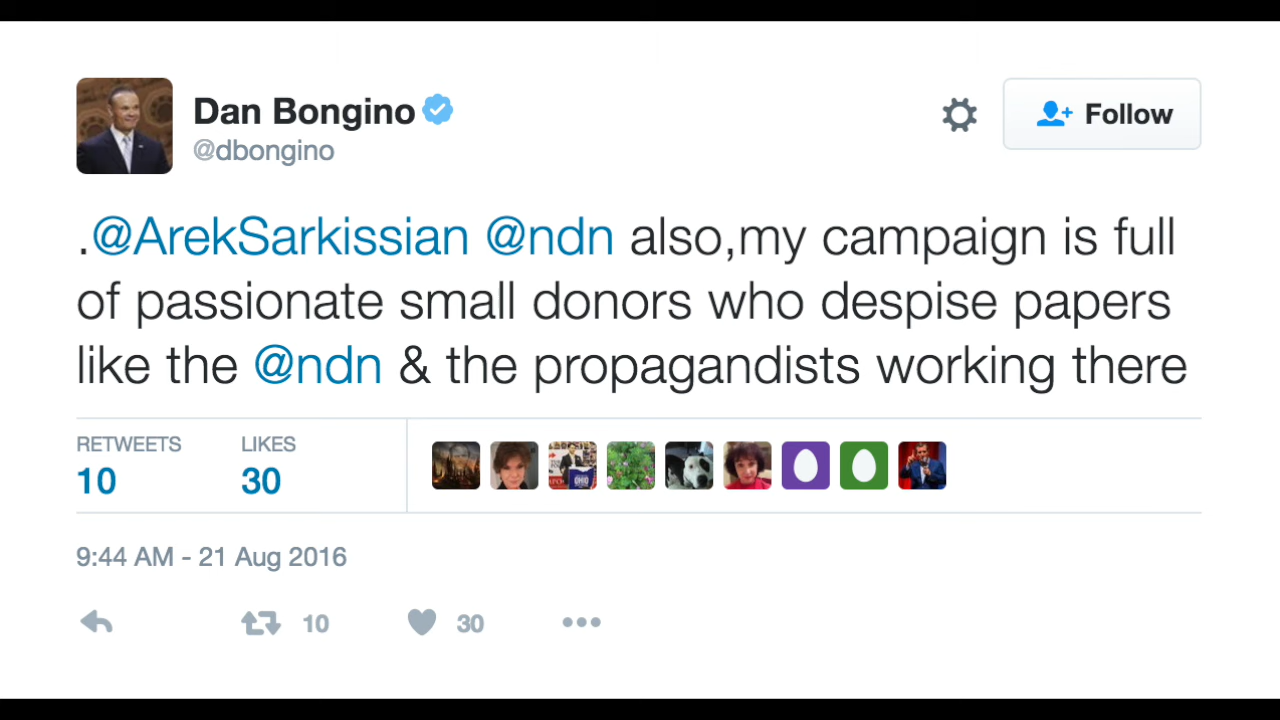 Dan Bongino
@dbongino
Follow
.@ArekSarkissian @ndn also,my campaign is full
of passionate small donors who despise papers
like the @ndn & the propagandists working there
RETWEETS LIKES
10 30
9:44 AM - 21 Aug 2016
10 30